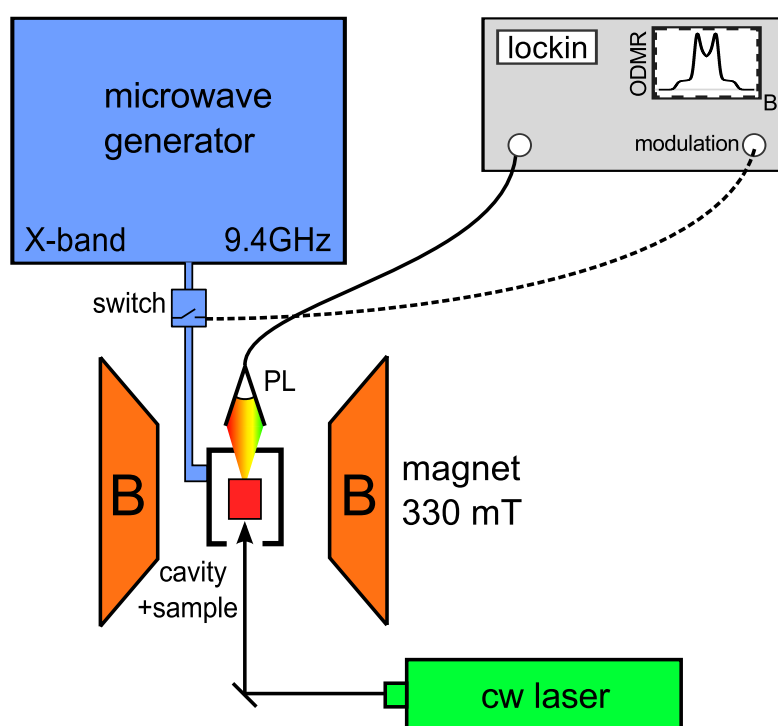 microwave
generator
X-band 9.4GHz
lockin
ODMR
B
modulation
switch
PL
B
B
magnet
330 mT
cavity
+sample
cw laser